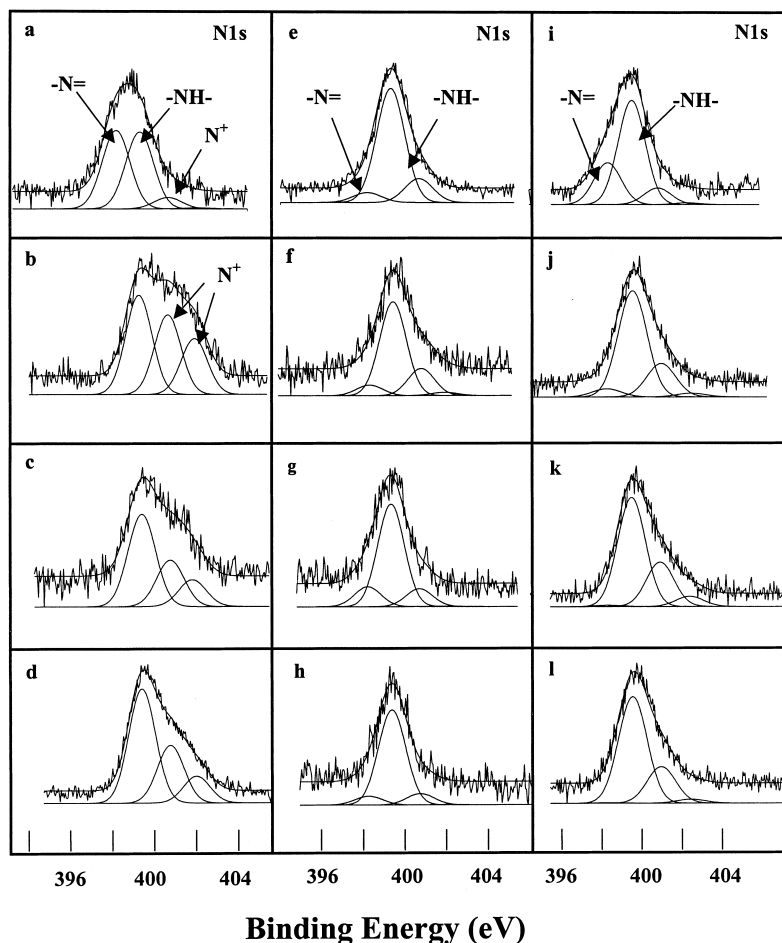 a N1s e N1s i N1s
-N= -NH- N+ -N= -NH- -N= -NH-
b N+ f j
c g k
d h l
396 400 404 396 400 404 396 400 404
Binding Energy (eV)